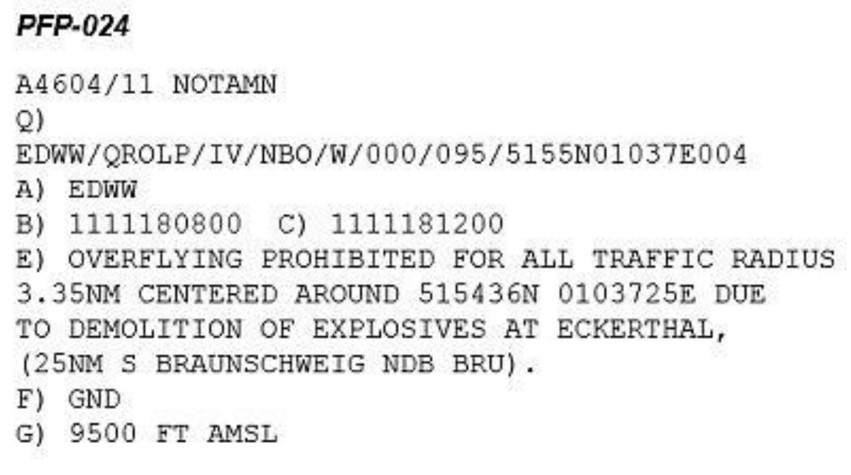 PFP-024
A4604/11 NOTAMN
Q)
EDWW/QROLP/IV/NBO/W/000/095/5155N01037E004
A) EDWW
B) 1111180800 C) 1111181200
E) OVERFLYING PROHIBITED FOR ALL TRAFFIC RADIUS
3.35NM CENTERED AROUND 515436N 0103725E DUE
TO DEMOLITION OF EXPLOSIVES AT ECKERTHAL,
(25NM S BRAUNSCHWEIG NDB BRU).
F) GND
G) 9500 FT AMSL